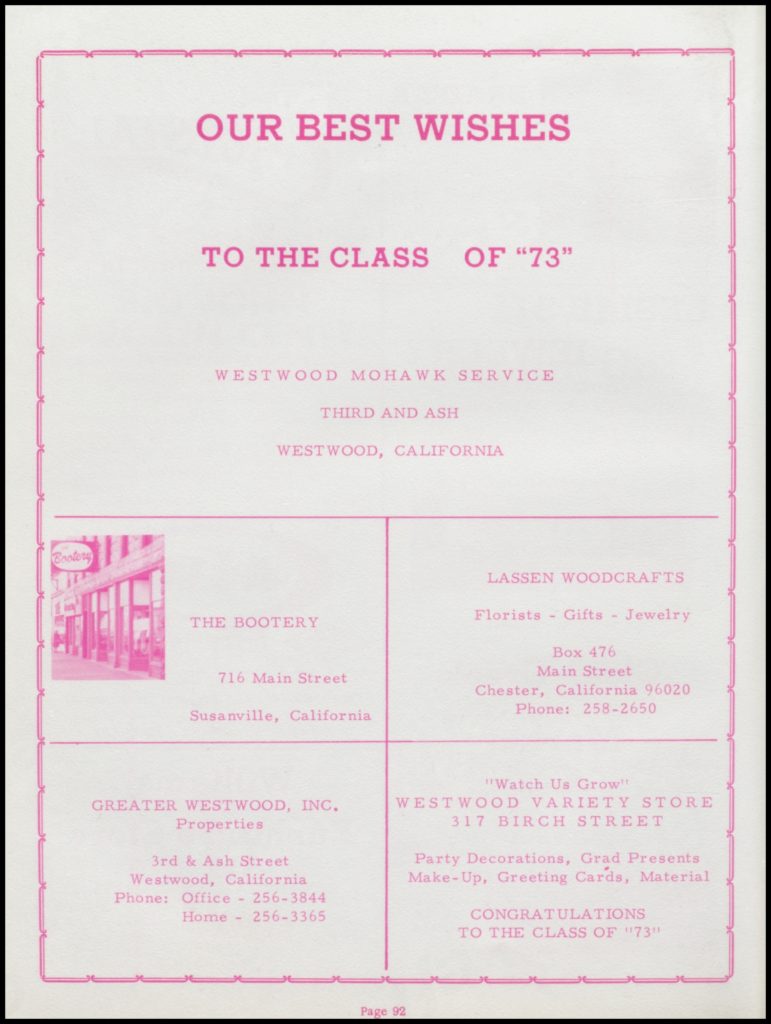 OUR BEST WISHES
TO THE CLASS OF "73"
WESTWOOD MOHAWK SERVICE
THIRD AND ASH
WESTWOOD, CALIFORNIA
Bootery
THE BOOTERY
716 Main Street
Susanville, California
LASSEN WOODCRAFTS
Florists - Gifts - Jewelry
Box 476
Main Street
Chester, California 96020
Phone: 258-2650
GREATER WESTWOOD, INC.
Properties
3rd & Ash Street
Westwood, California
Phone: Office - 256-3844
Home - 256-3365
"Watch Us Grow"
WESTWOOD VARIETY STORE
317 BIRCH STREET
Party Decorations, Grad Presents
Make-Up, Greeting Cards, Material
CONGRATULATIONS
TO THE CLASS OF "73"
Page 92